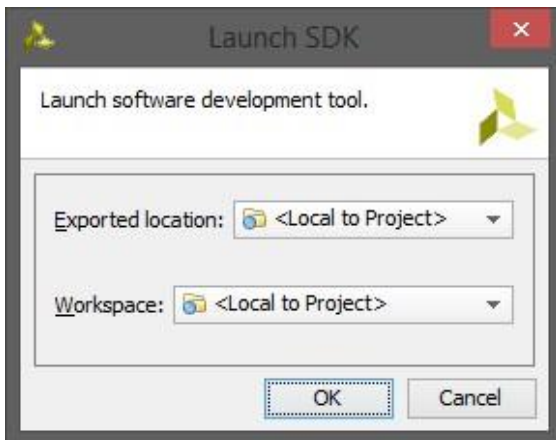 Launch SDK
Launch software development tool.
Exported location: <Local to Project>
Workspace: <Local to Project>
OK Cancel